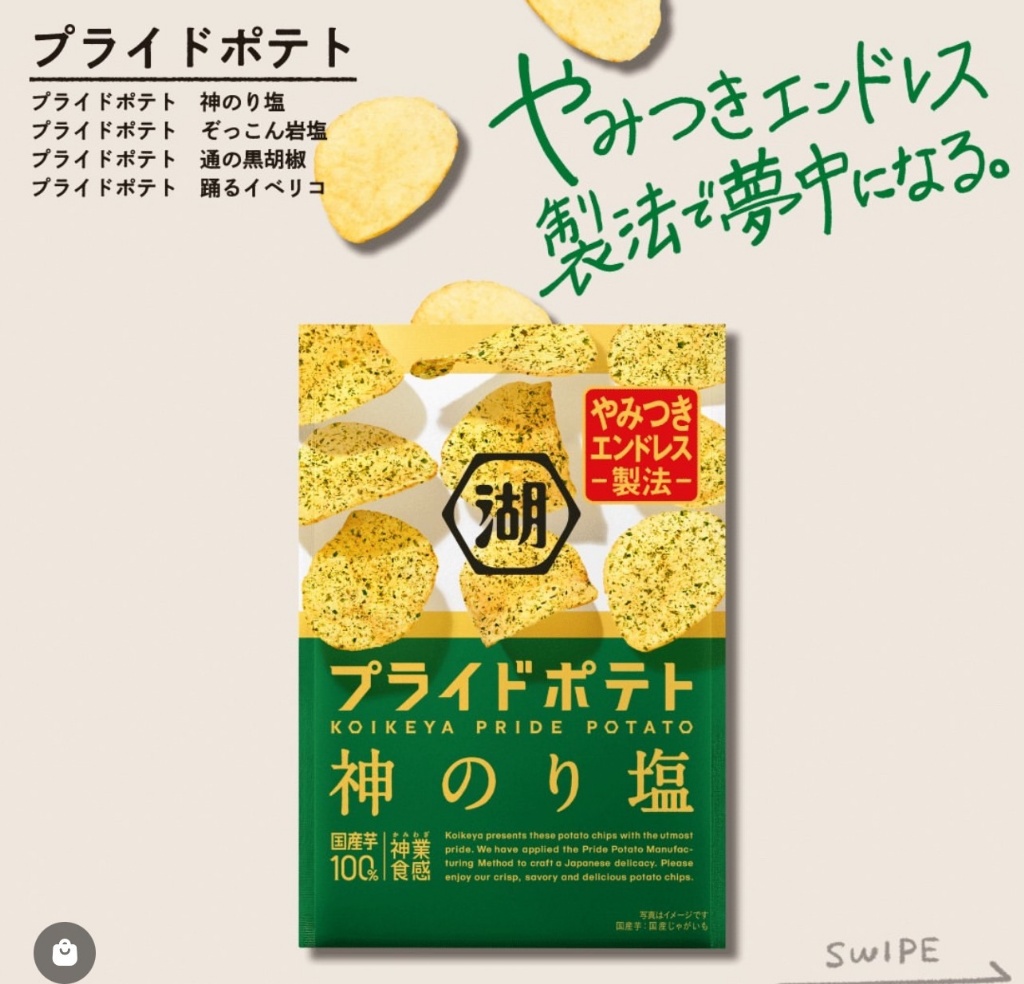 プライドポテト
プライドポテト 神のり塩
プライドポテト ぞっこん岩塩
プライドポテト 通の黒胡椒
プライドポテト 踊るイベリコ
やみつきエンドレス
製法で夢中になる。
やみつき
エンドレス
-製法-
湖
プライドポテト
KOIKEYA PRIDE POTATO
神のり塩
国産芋
100%
かみわざ
神業
食感
Koikeya presents these potato chips with the utmost
pride. We have applied the Pride Potato Manufac-
turing Method to craft a Japanese delicacy. Please
enjoy our crisp, savory and delicious potato chips.
写真はイメージです
国産芋:国産じゃがいも
SWIPE